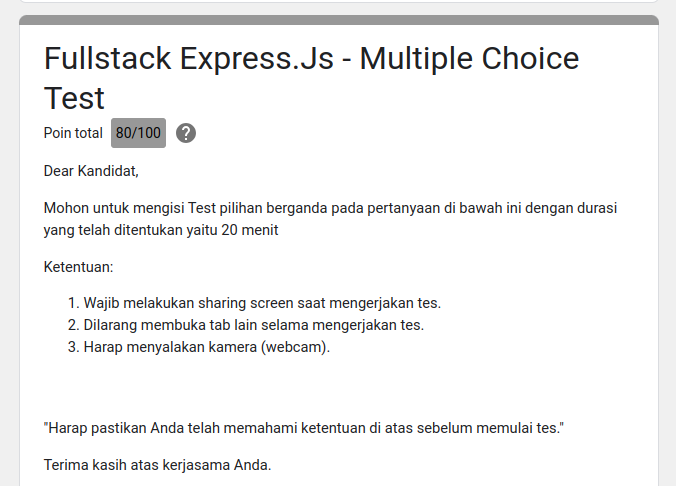 Fullstack Express.Js - Multiple Choice
Test
Poin total 80/100 ?
Dear Kandidat,
Mohon untuk mengisi Test pilihan berganda pada pertanyaan di bawah ini dengan durasi
yang telah ditentukan yaitu 20 menit
Ketentuan:
1. Wajib melakukan sharing screen saat mengerjakan tes.
2. Dilarang membuka tab lain selama mengerjakan tes.
3. Harap menyalakan kamera (webcam).
"Harap pastikan Anda telah memahami ketentuan di atas sebelum memulai tes."
Terima kasih atas kerjasama Anda.